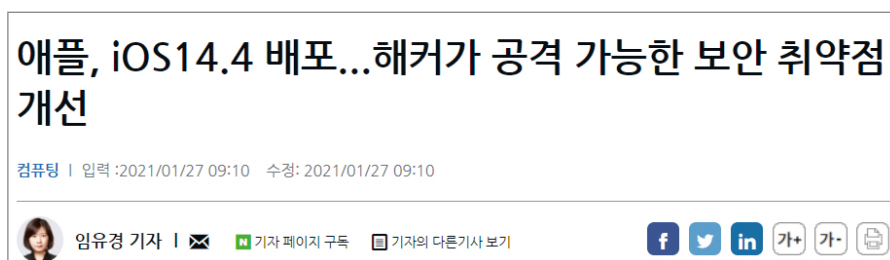 애플, iOS14.4 배포...해커가 공격 가능한 보안 취약점
개선
컴퓨팅 | 입력 :2021/01/27 09:10 수정: 2021/01/27 09:10
임유경 기자 | N 기자 페이지 구독 기자의 다른기사 보기 f in 가+ 가-